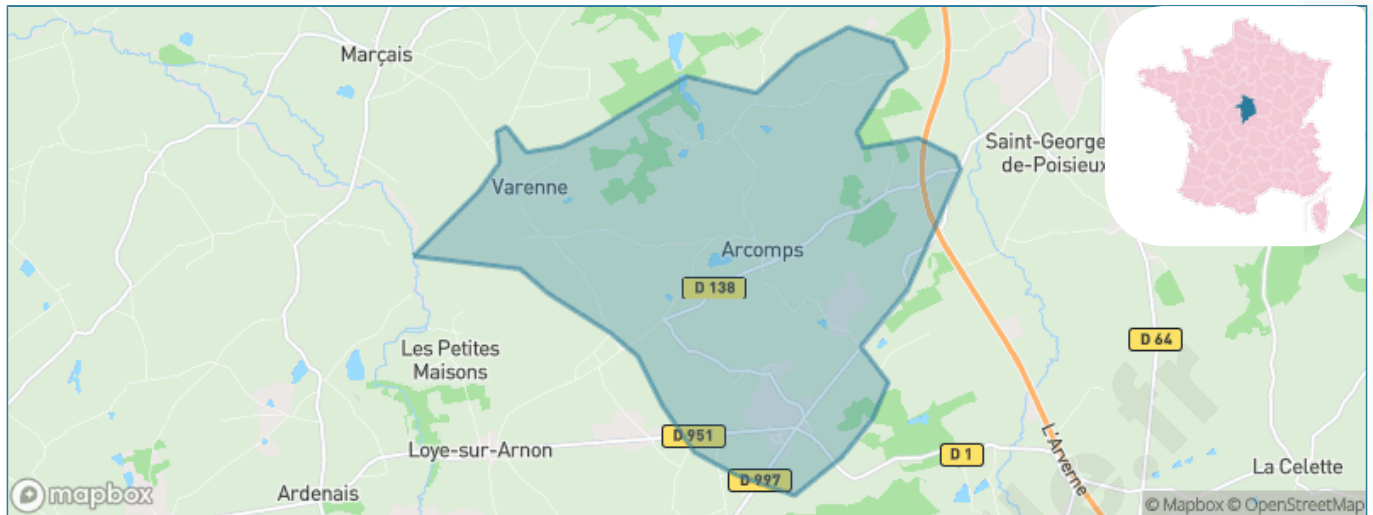 Marçais
Saint-George
de-Poisieux
Varenne
Arcomps
D 138
D 64
Les Petites
Maisons
D 951
Loye-sur-Arnon
D 1
L'Arverne
D 997
La Celette
Ardenais
mapbox
© Mapbox © OpenStreetMap